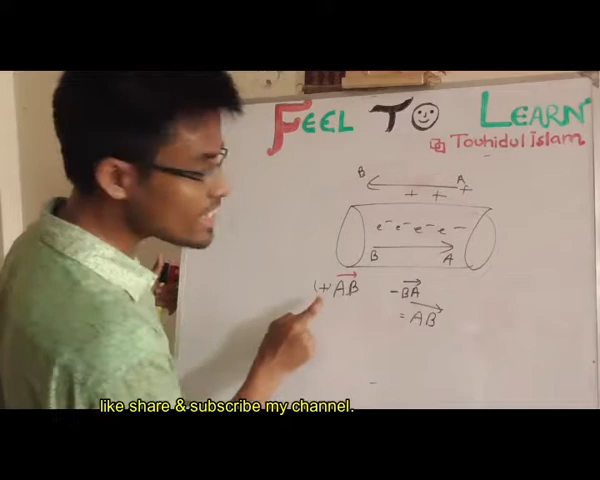 FEEL TO LEARN
Touhidul Islam
B A
+ + +
e⁻ e⁻ e⁻ e⁻
B A
(+) AB
-BA
= AB
like share & subscribe my channel.